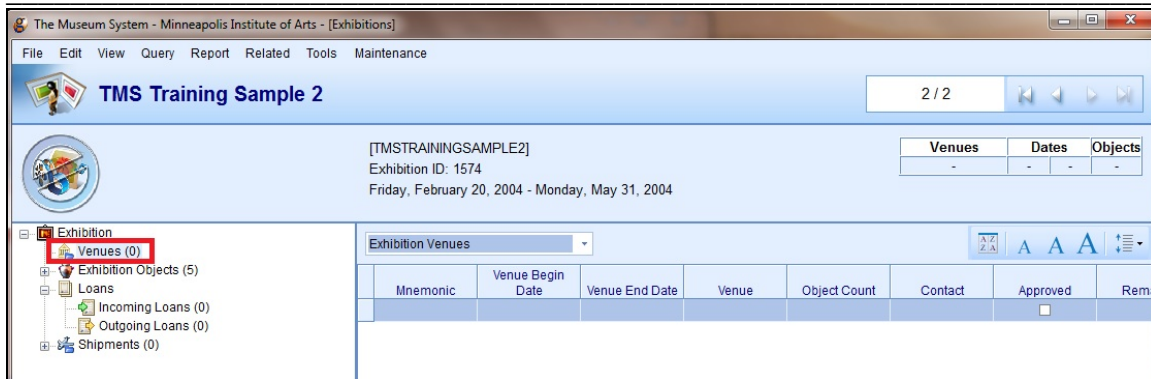 The Museum System - Minneapolis Institute of Arts - [Exhibitions]
File Edit View Query Report Related Tools Maintenance
TMS Training Sample 2
2 / 2
[TMSTRAININGSAMPLE2]
Exhibition ID: 1574
Friday, February 20, 2004 - Monday, May 31, 2004
Venues Dates Objects
- - - -
Exhibition
Venues (0)
Exhibition Objects (5)
Loans
Incoming Loans (0)
Outgoing Loans (0)
Shipments (0)
Exhibition Venues
A Z
Z A
A A A
Mnemonic Venue Begin Date Venue End Date Venue Object Count Contact Approved Rem